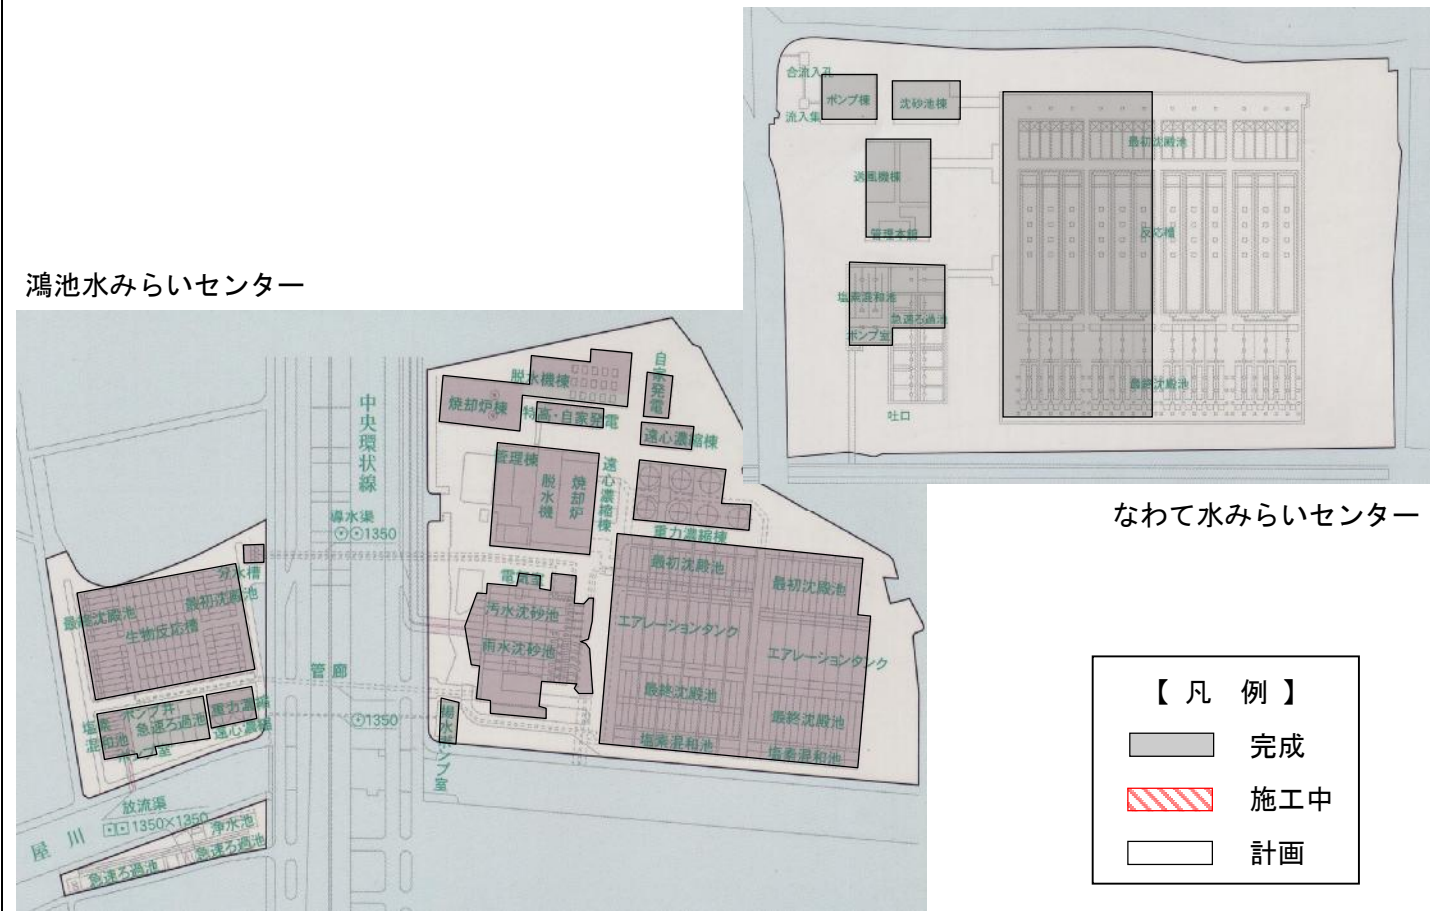 合流入孔
流入渠
ポンプ棟
沈砂池棟
最初沈殿池
送風機棟
管理本館
反応槽
塩素混和池
急速ろ過池
ポンプ室
最終沈殿池
吐口
なわて水みらいセンター
鴻池水みらいセンター
中央環状線
脱水機棟
自家発電
焼却炉棟
特高・自家発電
遠心濃縮棟
管理棟
脱水機
焼却炉
遠心濃縮棟
重力濃縮棟
導水渠
1350
分水槽
最終沈殿池
最初沈殿池
生物反応槽
電気室
汚水沈砂池
雨水沈砂池
最初沈殿池
最初沈殿池
エアレーションタンク
エアレーションタンク
最終沈殿池
最終沈殿池
塩素混和池
塩素混和池
管廊
1350
揚水ポンプ室
塩素混和池
ポンプ井
急速ろ過池
ポンプ室
重力濃縮
遠心濃縮
放流渠
1350×1350
屋川
浄水池
急速ろ過池
急速ろ過池
【凡 例】
完成
施工中
計画